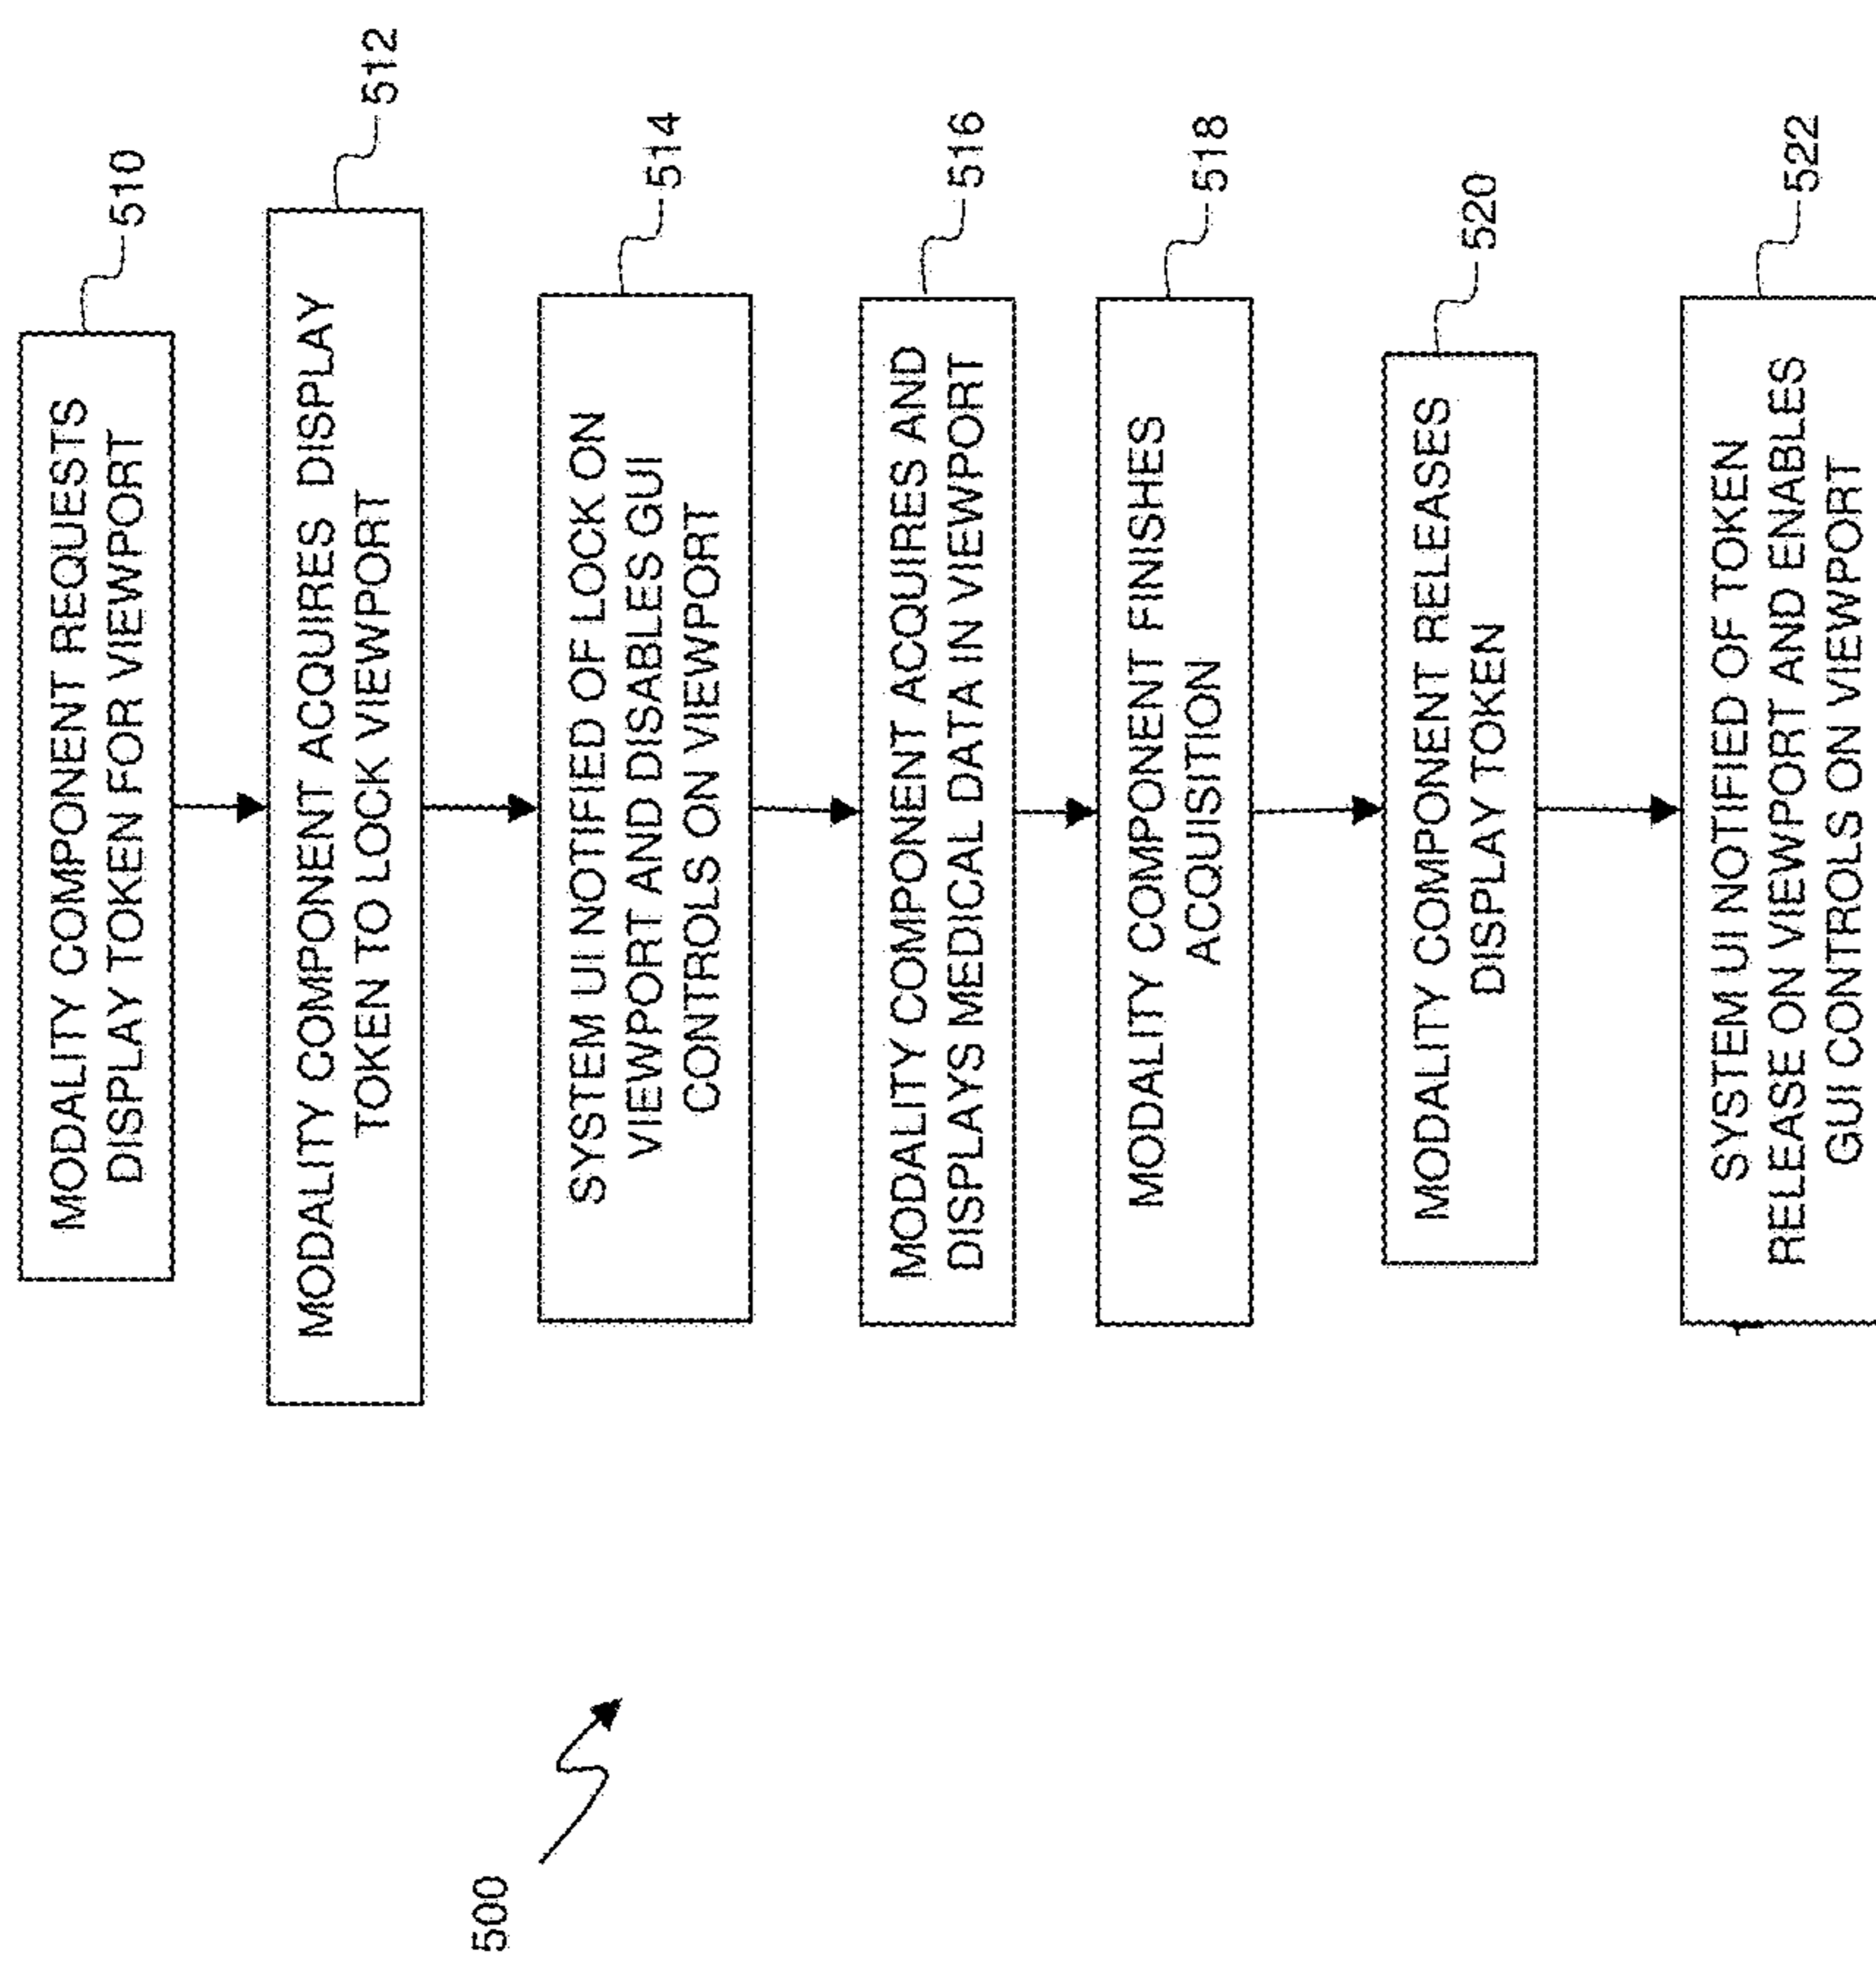 MODALITY COMPONENT REQUESTS
DISPLAY TOKEN FOR VIEWPORT
510
MODALITY COMPONENT ACQUIRES DISPLAY
TOKEN TO LOCK VIEWPORT
512
SYSTEM UI NOTIFIED OF LOCK ON
VIEWPORT AND DISABLES GUI
CONTROLS ON VIEWPORT
514
MODALITY COMPONENT ACQUIRES AND
DISPLAYS MEDICAL DATA IN VIEWPORT
516
MODALITY COMPONENT FINISHES
ACQUISITION
518
MODALITY COMPONENT RELEASES
DISPLAY TOKEN
520
SYSTEM UI NOTIFIED OF TOKEN
RELEASE ON VIEWPORT AND ENABLES
GUI CONTROLS ON VIEWPORT
522
500